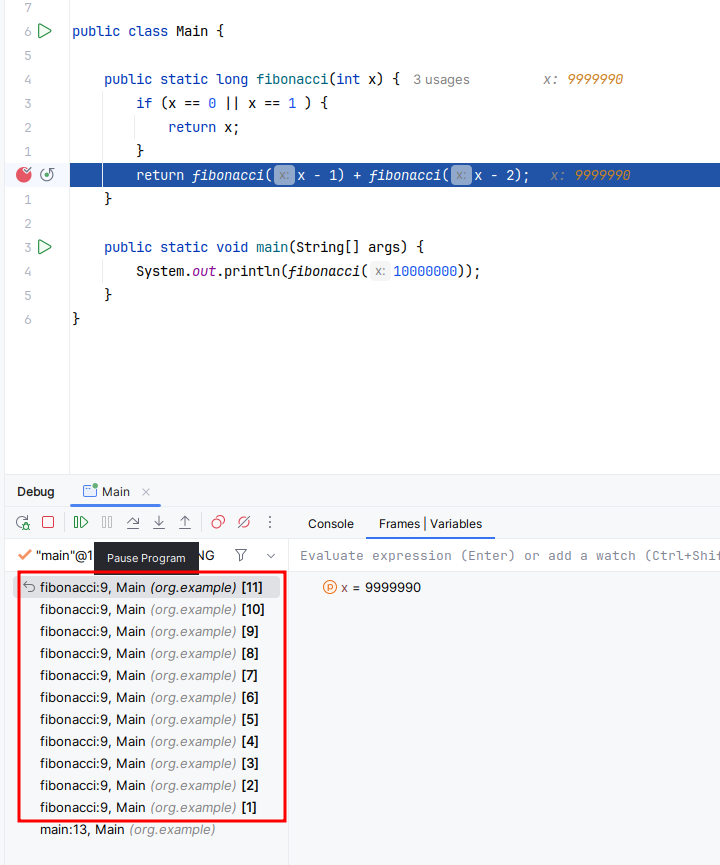 7
6 public class Main {
5
4 public static long fibonacci(int x) { 3 usages x: 9999990
3 if (x == 0 || x == 1 ) {
2 return x;
1 }
return fibonacci( x: x - 1) + fibonacci( x: x - 2); x: 9999990
1 }
2
3 public static void main(String[] args) {
4 System.out.println(fibonacci( x: 10000000));
5 }
6 }
Debug Main
Console Frames | Variables
"main"@1 NG Evaluate expression (Enter) or add a watch (Ctrl+Shif
Pause Program
fibonacci:9, Main (org.example) [11] p x = 9999990
fibonacci:9, Main (org.example) [10]
fibonacci:9, Main (org.example) [9]
fibonacci:9, Main (org.example) [8]
fibonacci:9, Main (org.example) [7]
fibonacci:9, Main (org.example) [6]
fibonacci:9, Main (org.example) [5]
fibonacci:9, Main (org.example) [4]
fibonacci:9, Main (org.example) [3]
fibonacci:9, Main (org.example) [2]
fibonacci:9, Main (org.example) [1]
main:13, Main (org.example)